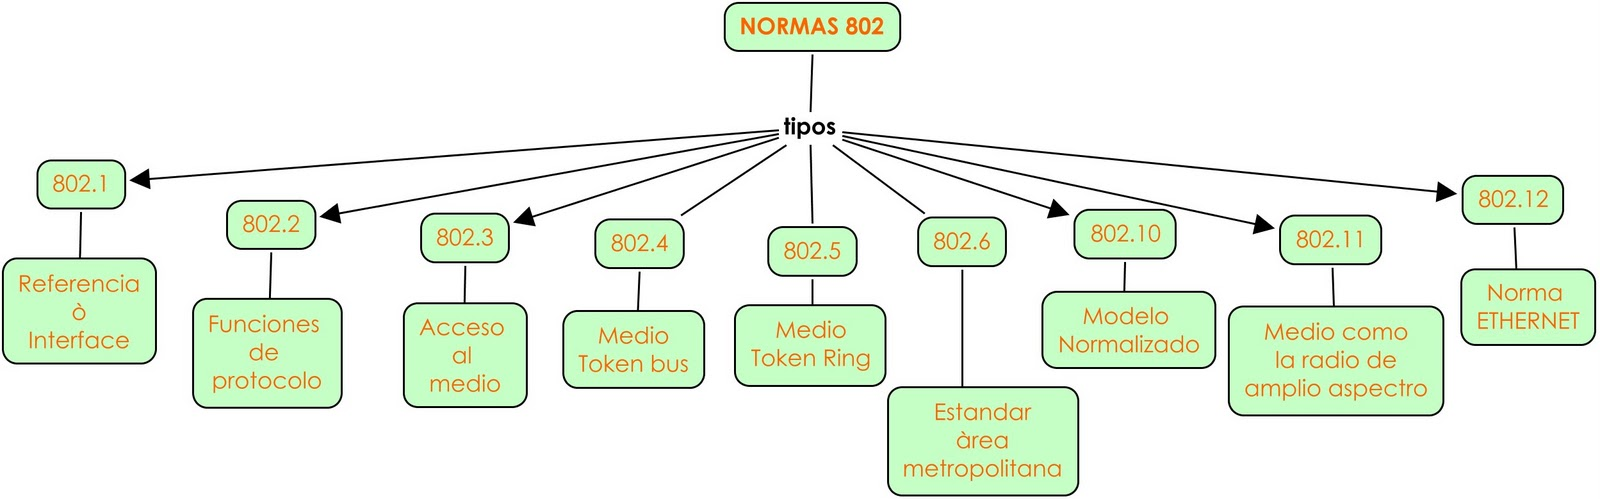 NORMAS 802
tipos
802.1
802.2
802.3
802.4
802.5
802.6
802.10
802.11
802.12
Referencia
ò
Interface
Funciones
de
protocolo
Acceso
al
medio
Medio
Token bus
Medio
Token Ring
Estandar
àrea
metropolitana
Modelo
Normalizado
Medio como
la radio de
amplio aspectro
Norma
ETHERNET